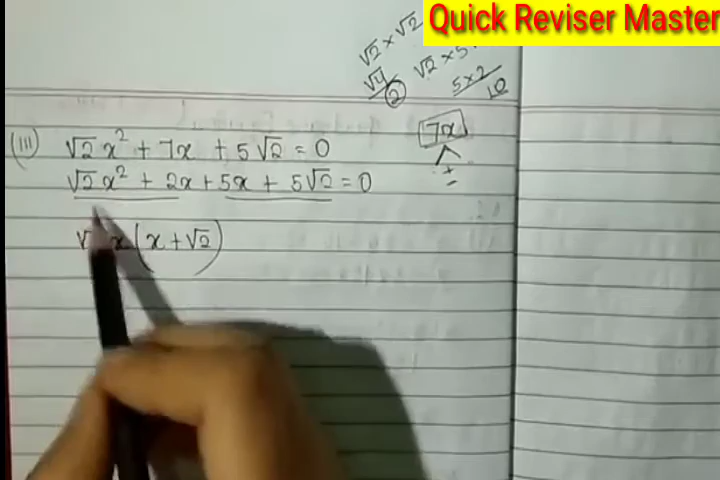 Quick Reviser Master
√2 × √2
√4
2
√2 × 5
5 × 2
10
(III) √2 x² + 7x + 5√2 = 0
7x
√2 x² + 2x + 5x + 5√2 = 0
+
x(x + √2)